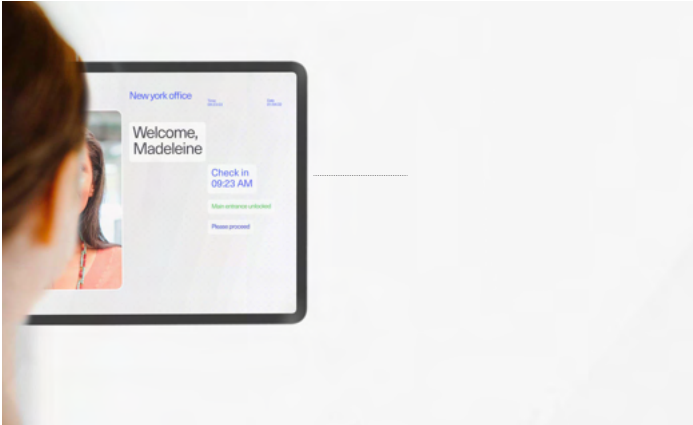 New york office
Welcome,
Madeleine
Check in
09:23 AM
Main entrance unlocked
Please proceed